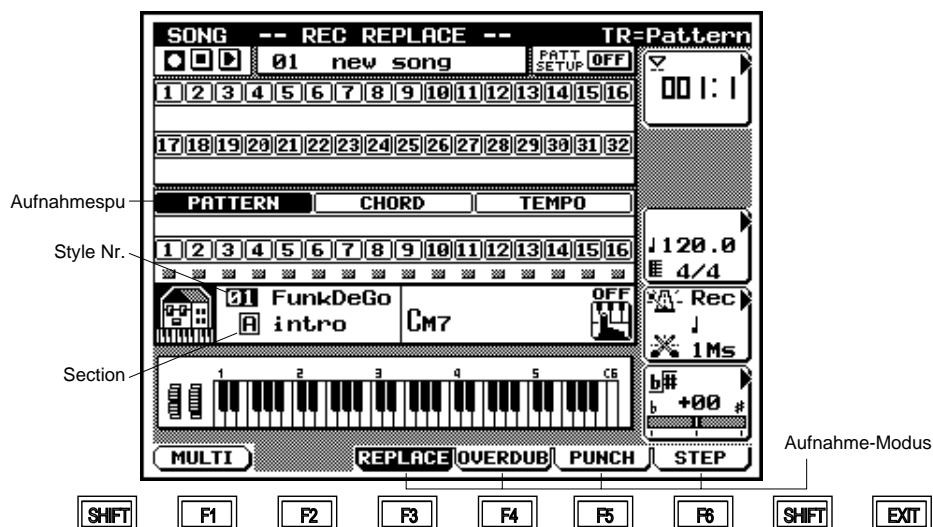 SONG -- REC REPLACE -- TR=Pattern
01 new song PATT SETUP OFF
001:1
1 2 3 4 5 6 7 8 9 10 11 12 13 14 15 16
17 18 19 20 21 22 23 24 25 26 27 28 29 30 31 32
Aufnahmespu
PATTERN CHORD TEMPO
Style Nr.
1 2 3 4 5 6 7 8 9 10 11 12 13 14 15 16
♩120.0
4/4
01 FunkDeGo
A intro
CM7
OFF
Rec
♩
1Ms
Section
1 2 3 4 5 C6
b#
b +00 #
Aufnahme-Modus
MULTI REPLACE OVERDUB PUNCH STEP
SHIFT F1 F2 F3 F4 F5 F6 SHIFT EXIT